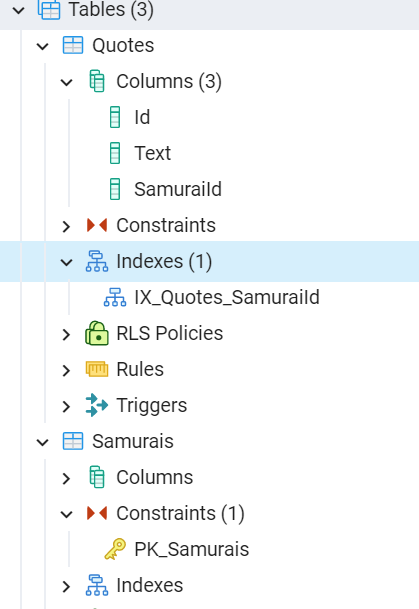 Tables (3)
Quotes
Columns (3)
Id
Text
SamuraiId
Constraints
Indexes (1)
IX_Quotes_SamuraiId
RLS Policies
Rules
Triggers
Samurais
Columns
Constraints (1)
PK_Samurais
Indexes